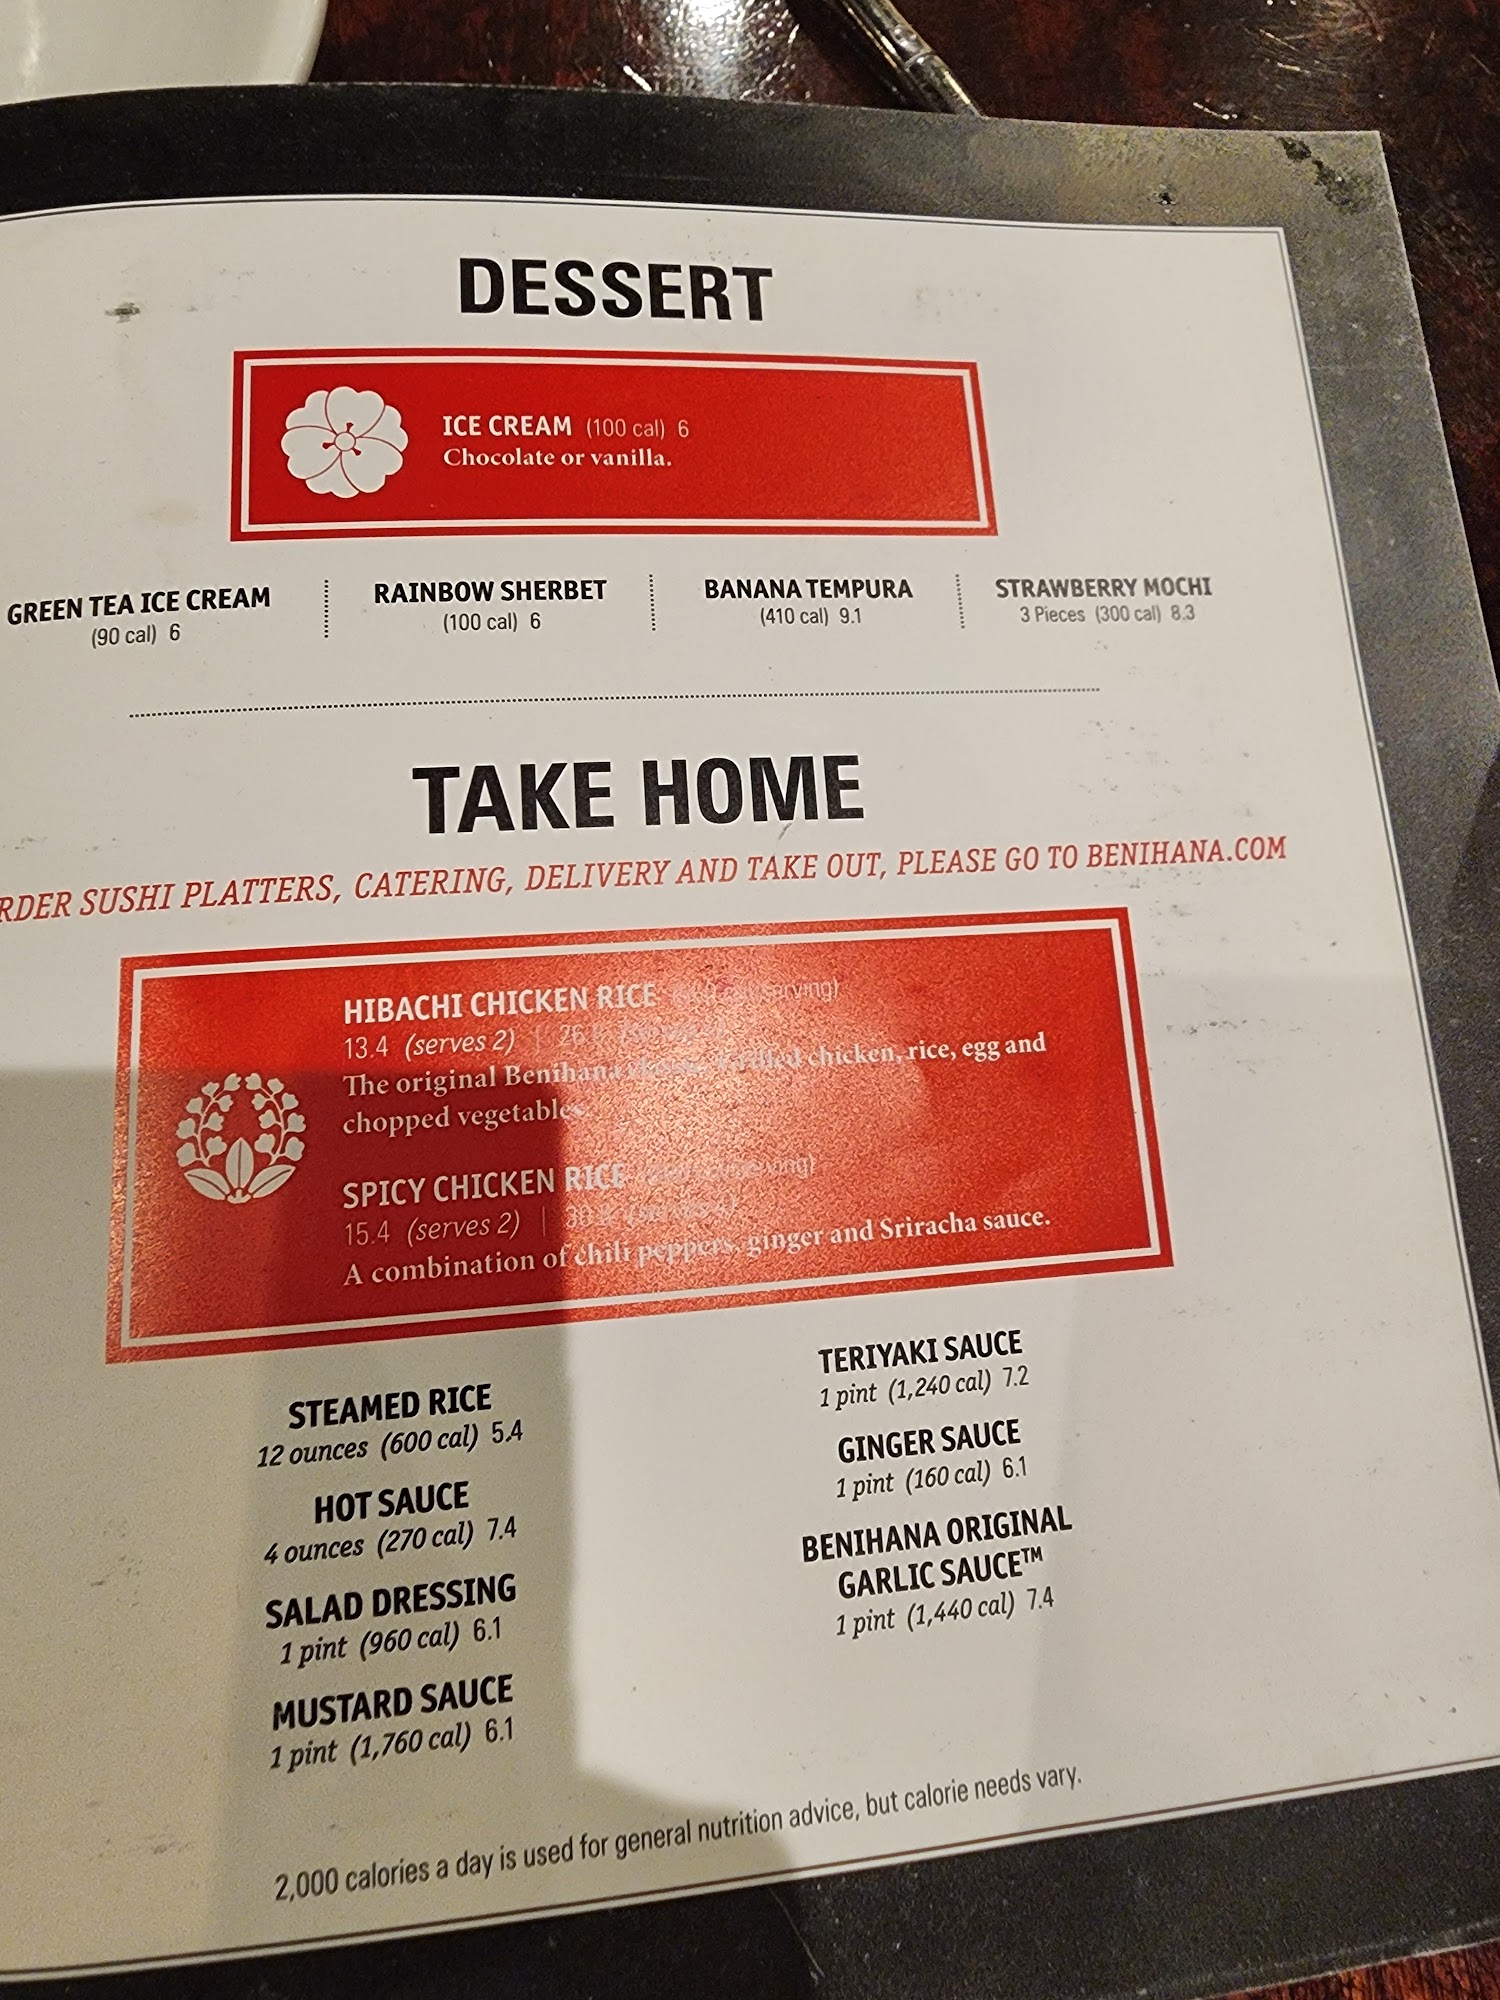 DESSERT
ICE CREAM (100 cal) 6
Chocolate or vanilla.
GREEN TEA ICE CREAM
(90 cal) 6
RAINBOW SHERBET
(100 cal) 6
BANANA TEMPURA
(410 cal) 9.1
STRAWBERRY MOCHI
3 Pieces (300 cal) 8.3
TAKE HOME
RDER SUSHI PLATTERS, CATERING, DELIVERY AND TAKE OUT, PLEASE GO TO BENIHANA.COM
HIBACHI CHICKEN RICE serving)
13.4 (serves 2) |
The original Benihana classic. Grilled chicken, rice, egg and
chopped vegetables.
SPICY CHICKEN RICE
15.4 (serves 2) |
A combination of chili peppers, ginger and Sriracha sauce.
STEAMED RICE
12 ounces (600 cal) 5.4
HOT SAUCE
4 ounces (270 cal) 7.4
SALAD DRESSING
1 pint (960 cal) 6.1
MUSTARD SAUCE
1 pint (1,760 cal) 6.1
TERIYAKI SAUCE
1 pint (1,240 cal) 7.2
GINGER SAUCE
1 pint (160 cal) 6.1
BENIHANA ORIGINAL
GARLIC SAUCE™
1 pint (1,440 cal) 7.4
2,000 calories a day is used for general nutrition advice, but calorie needs vary.